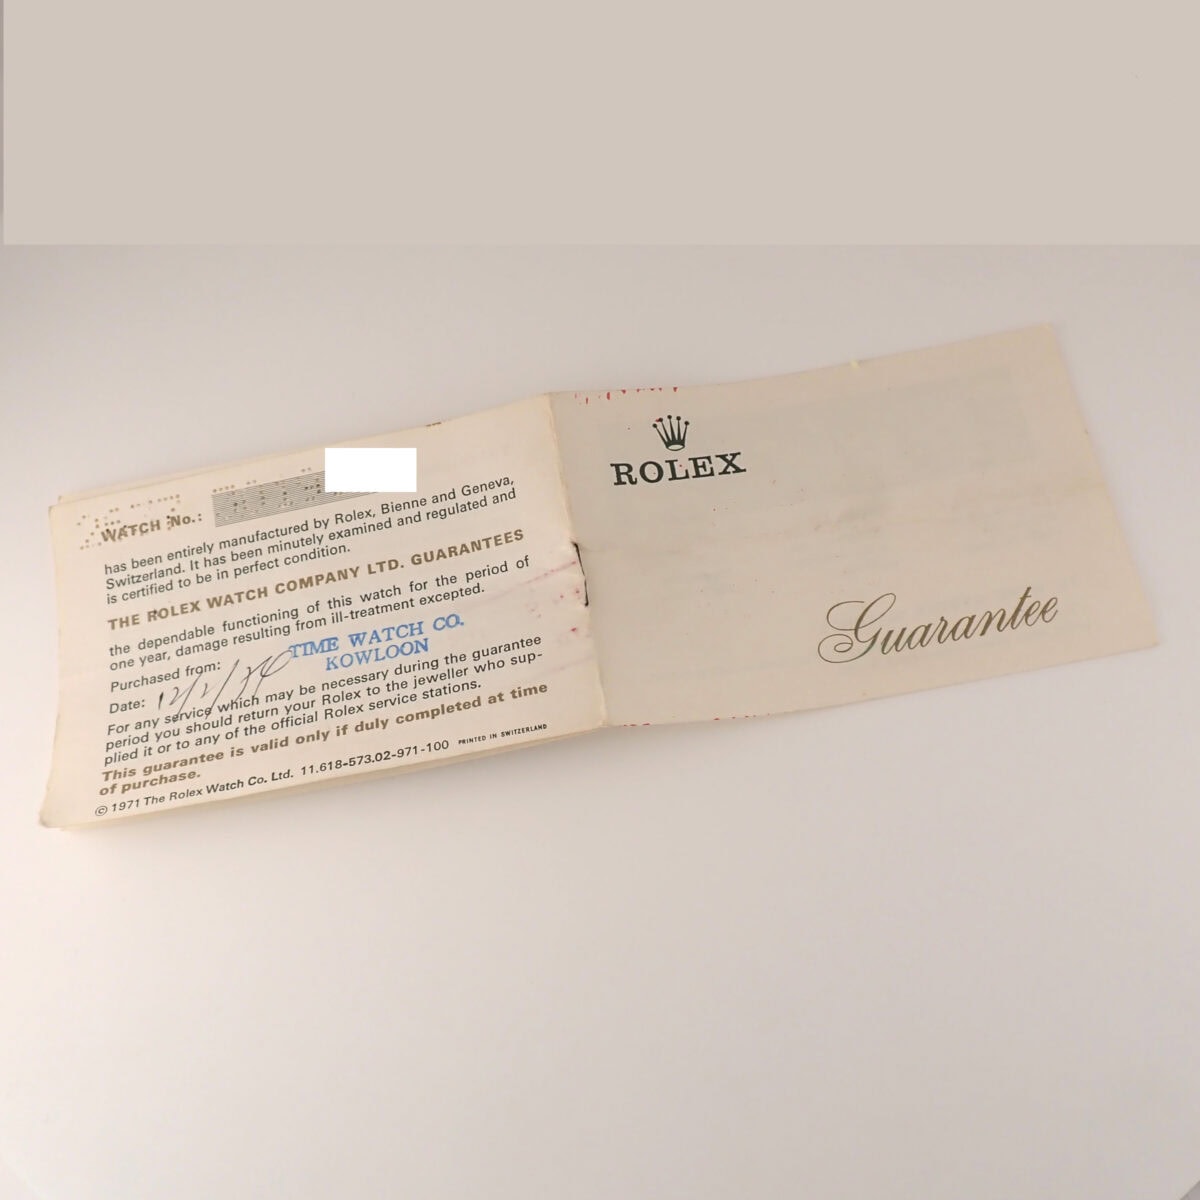 WATCH No.:
has been entirely manufactured by Rolex, Bienne and Geneva,
Switzerland. It has been minutely examined and regulated and
is certified to be in perfect condition.
THE ROLEX WATCH COMPANY LTD. GUARANTEES
the dependable functioning of this watch for the period of
one year, damage resulting from ill-treatment excepted.
Purchased from: TIME WATCH CO.
KOWLOON
Date:
For any service which may be necessary during the guarantee
period you should return your Rolex to the jeweller who sup-
plied it or to any of the official Rolex service stations.
This guarantee is valid only if duly completed at time
of purchase.
© 1971 The Rolex Watch Co. Ltd. 11.618-573.02-971-100 PRINTED IN SWITZERLAND
ROLEX
Guarantee